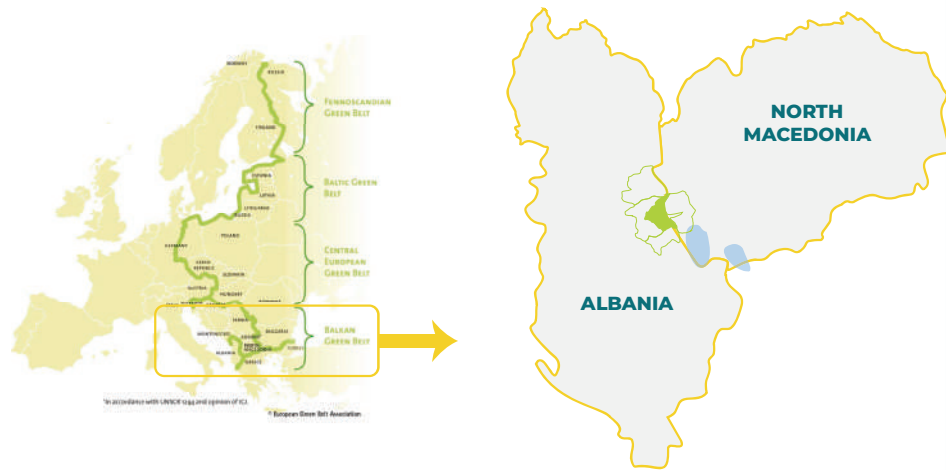 NORWAY
RUSSIA
FENNOSCANDIAN
GREEN BELT
FINLAND
ESTONIA
BALTIC GREEN
BELT
LATVIA
LITHUANIA
RUSSIA
POLAND
GERMANY
CENTRAL
EUROPEAN
GREEN BELT
CZECH
REPUBLIC
SLOVAKIA
AUSTRIA
HUNGARY
SERBIA
BULGARIA
MONTENEGRO
BALKAN
GREEN BELT
ALBANIA
GREECE
*In accordance with UNSCR 1244 and opinion of ICJ.
© European Green Belt Association
NORTH
MACEDONIA
ALBANIA